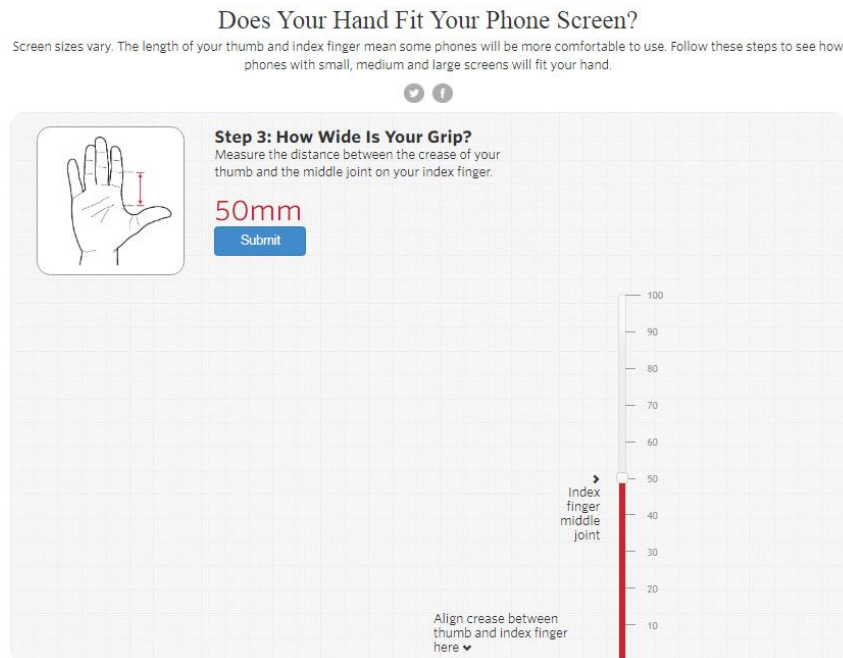 Does Your Hand Fit Your Phone Screen?
Screen sizes vary. The length of your thumb and index finger mean some phones will be more comfortable to use. Follow these steps to see how
phones with small, medium and large screens will fit your hand.
Step 3: How Wide Is Your Grip?
Measure the distance between the crease of your
thumb and the middle joint on your index finger.
50mm
Submit
100
90
80
70
60
50
Index
finger
middle
joint
40
30
20
10
Align crease between
thumb and index finger
here